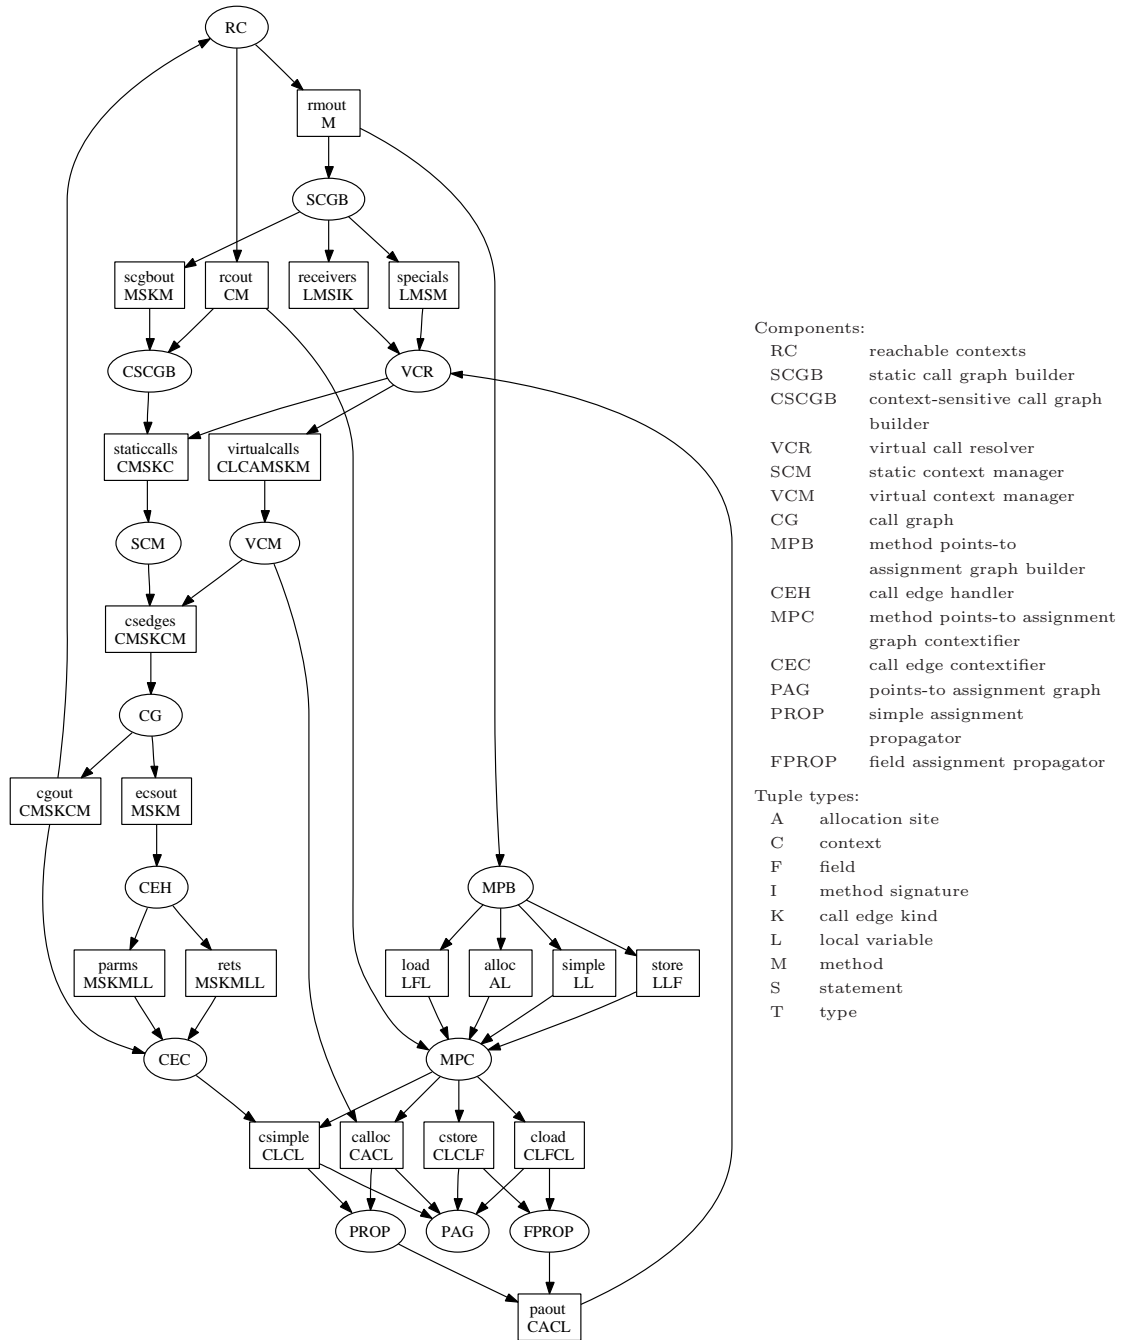 RC
rmout
M
SCGB
scgbout
MSKM
rcout
CM
receivers
LMSIK
specials
LMSM
CSCGB
VCR
staticcalls
CMSKC
virtualcalls
CLCAMSKM
SCM
VCM
csedges
CMSKCM
CG
cgout
CMSKCM
ecsout
MSKM
CEH
MPB
parms
MSKMLL
rets
MSKMLL
load
LFL
alloc
AL
simple
LL
store
LLF
CEC
MPC
csimple
CLCL
calloc
CACL
cstore
CLCLF
cload
CLFCL
PROP
PAG
FPROP
paout
CACL
Components:
RC reachable contexts
SCGB static call graph builder
CSCGB context-sensitive call graph
builder
VCR virtual call resolver
SCM static context manager
VCM virtual context manager
CG call graph
MPB method points-to
assignment graph builder
CEH call edge handler
MPC method points-to assignment
graph contextifier
CEC call edge contextifier
PAG points-to assignment graph
PROP simple assignment
propagator
FPROP field assignment propagator
Tuple types:
A allocation site
C context
F field
I method signature
K call edge kind
L local variable
M method
S statement
T type